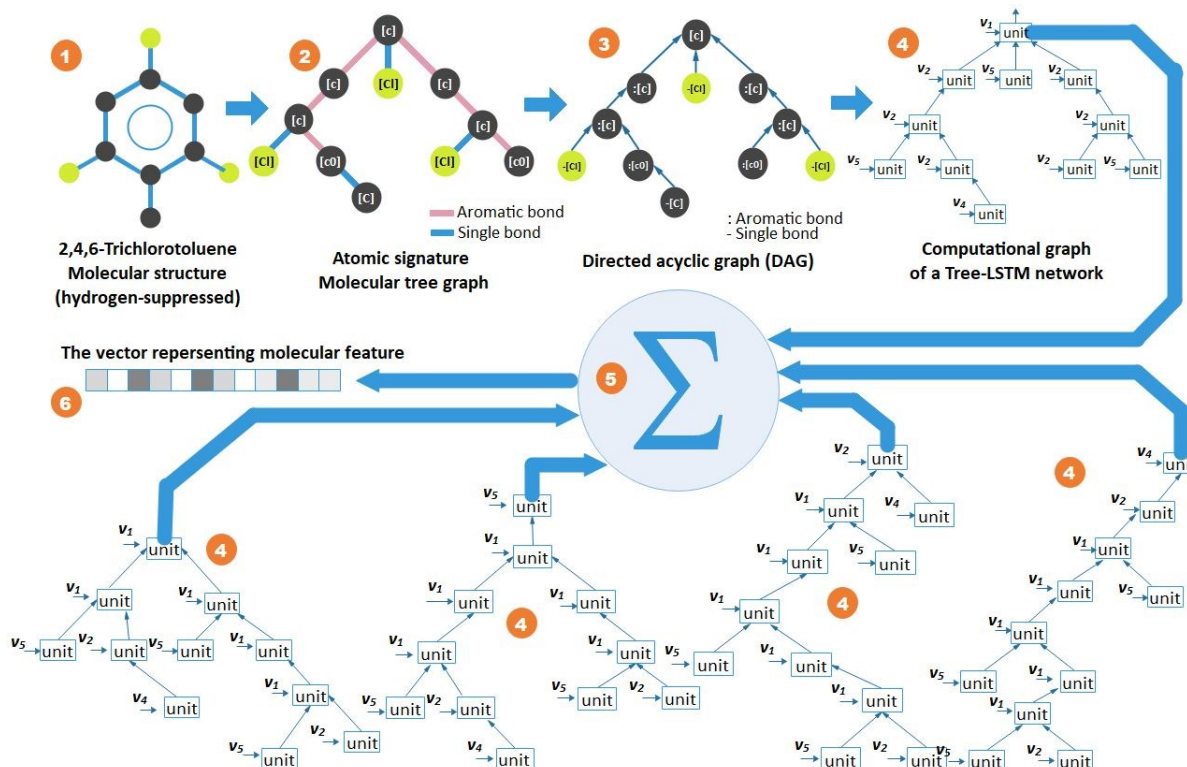 1
2
3
4
[c]
[c]
[Cl]
[c]
[c]
[c]
[Cl]
[c0]
[Cl]
[c0]
[C]
[c]
:[c]
-[Cl]
:[c]
:[c]
:[c]
-[Cl]
:[c0]
:[c0]
-[Cl]
-[C]
v1
unit
v2
unit
v5
unit
v2
unit
v2
unit
v2
unit
v5
unit
v2
unit
v2
unit
v5
unit
v4
unit
Aromatic bond
Single bond
: Aromatic bond
- Single bond
2,4,6-Trichlorotoluene
Molecular structure
(hydrogen-suppressed)
Atomic signature
Molecular tree graph
Directed acyclic graph (DAG)
Computational graph
of a Tree-LSTM network
The vector repersenting molecular feature
6
5
Σ
v1
unit
4
v1
unit
v1
unit
v5
unit
v2
unit
v5
unit
v1
unit
v4
unit
v1
unit
v5
unit
v2
unit
v5
unit
v1
unit
v1
unit
4
v1
unit
v1
unit
v1
unit
v5
unit
v2
unit
v5
unit
v2
unit
v4
unit
v2
unit
v1
unit
v4
unit
v1
unit
v5
unit
v1
unit
4
v5
unit
v1
unit
v1
unit
v5
unit
v2
unit
4
v4
v2
unit
v1
unit
v1
unit
v5
unit
v1
unit
v5
unit
v1
unit
v1
unit
v5
unit
v2
unit